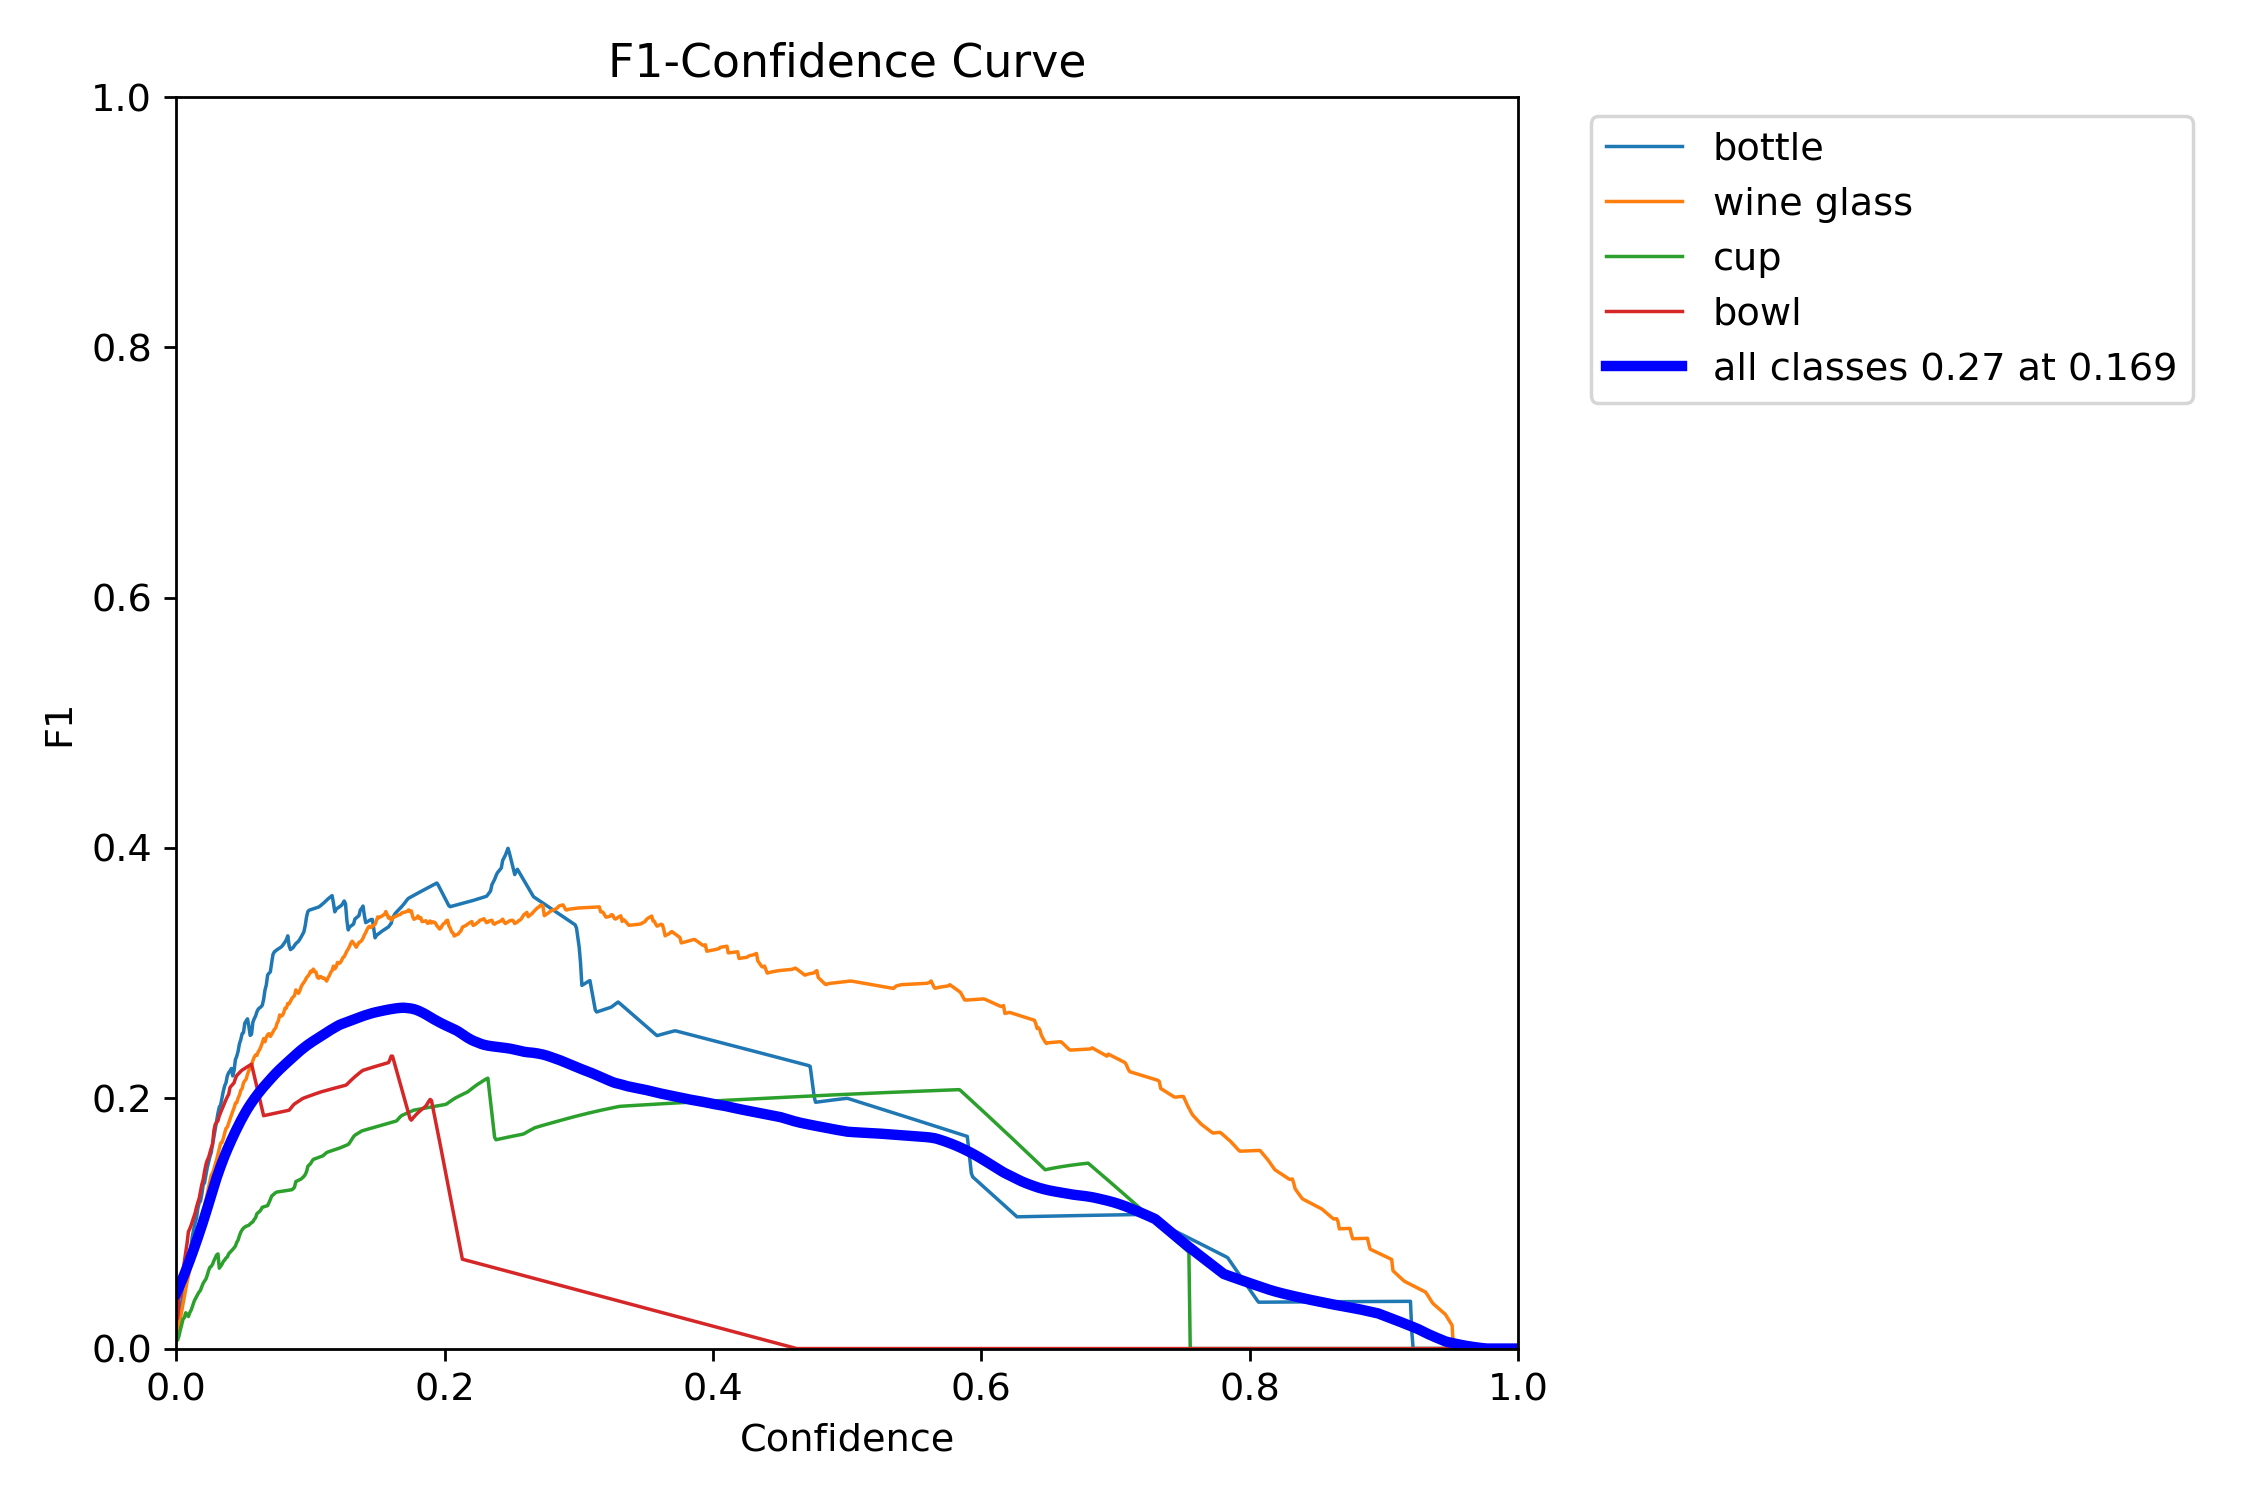 F1-Confidence Curve
1.0
0.8
0.6
0.4
0.2
0.0
F1
0.0 0.2 0.4 0.6 0.8 1.0
Confidence
bottle
wine glass
cup
bowl
all classes 0.27 at 0.169